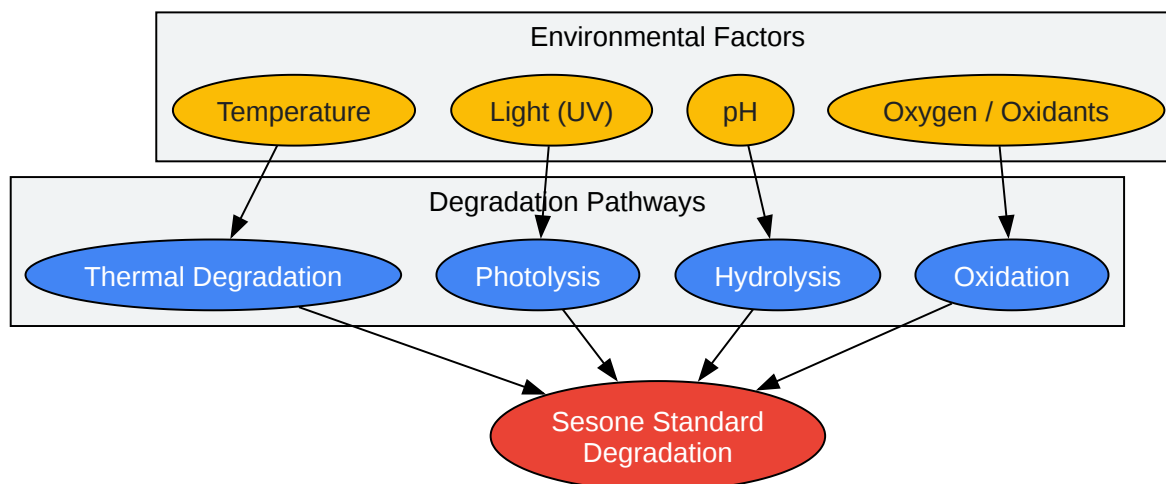 Environmental Factors
Temperature
Light (UV)
pH
Oxygen / Oxidants
Degradation Pathways
Thermal Degradation
Photolysis
Hydrolysis
Oxidation
Sesone Standard
Degradation